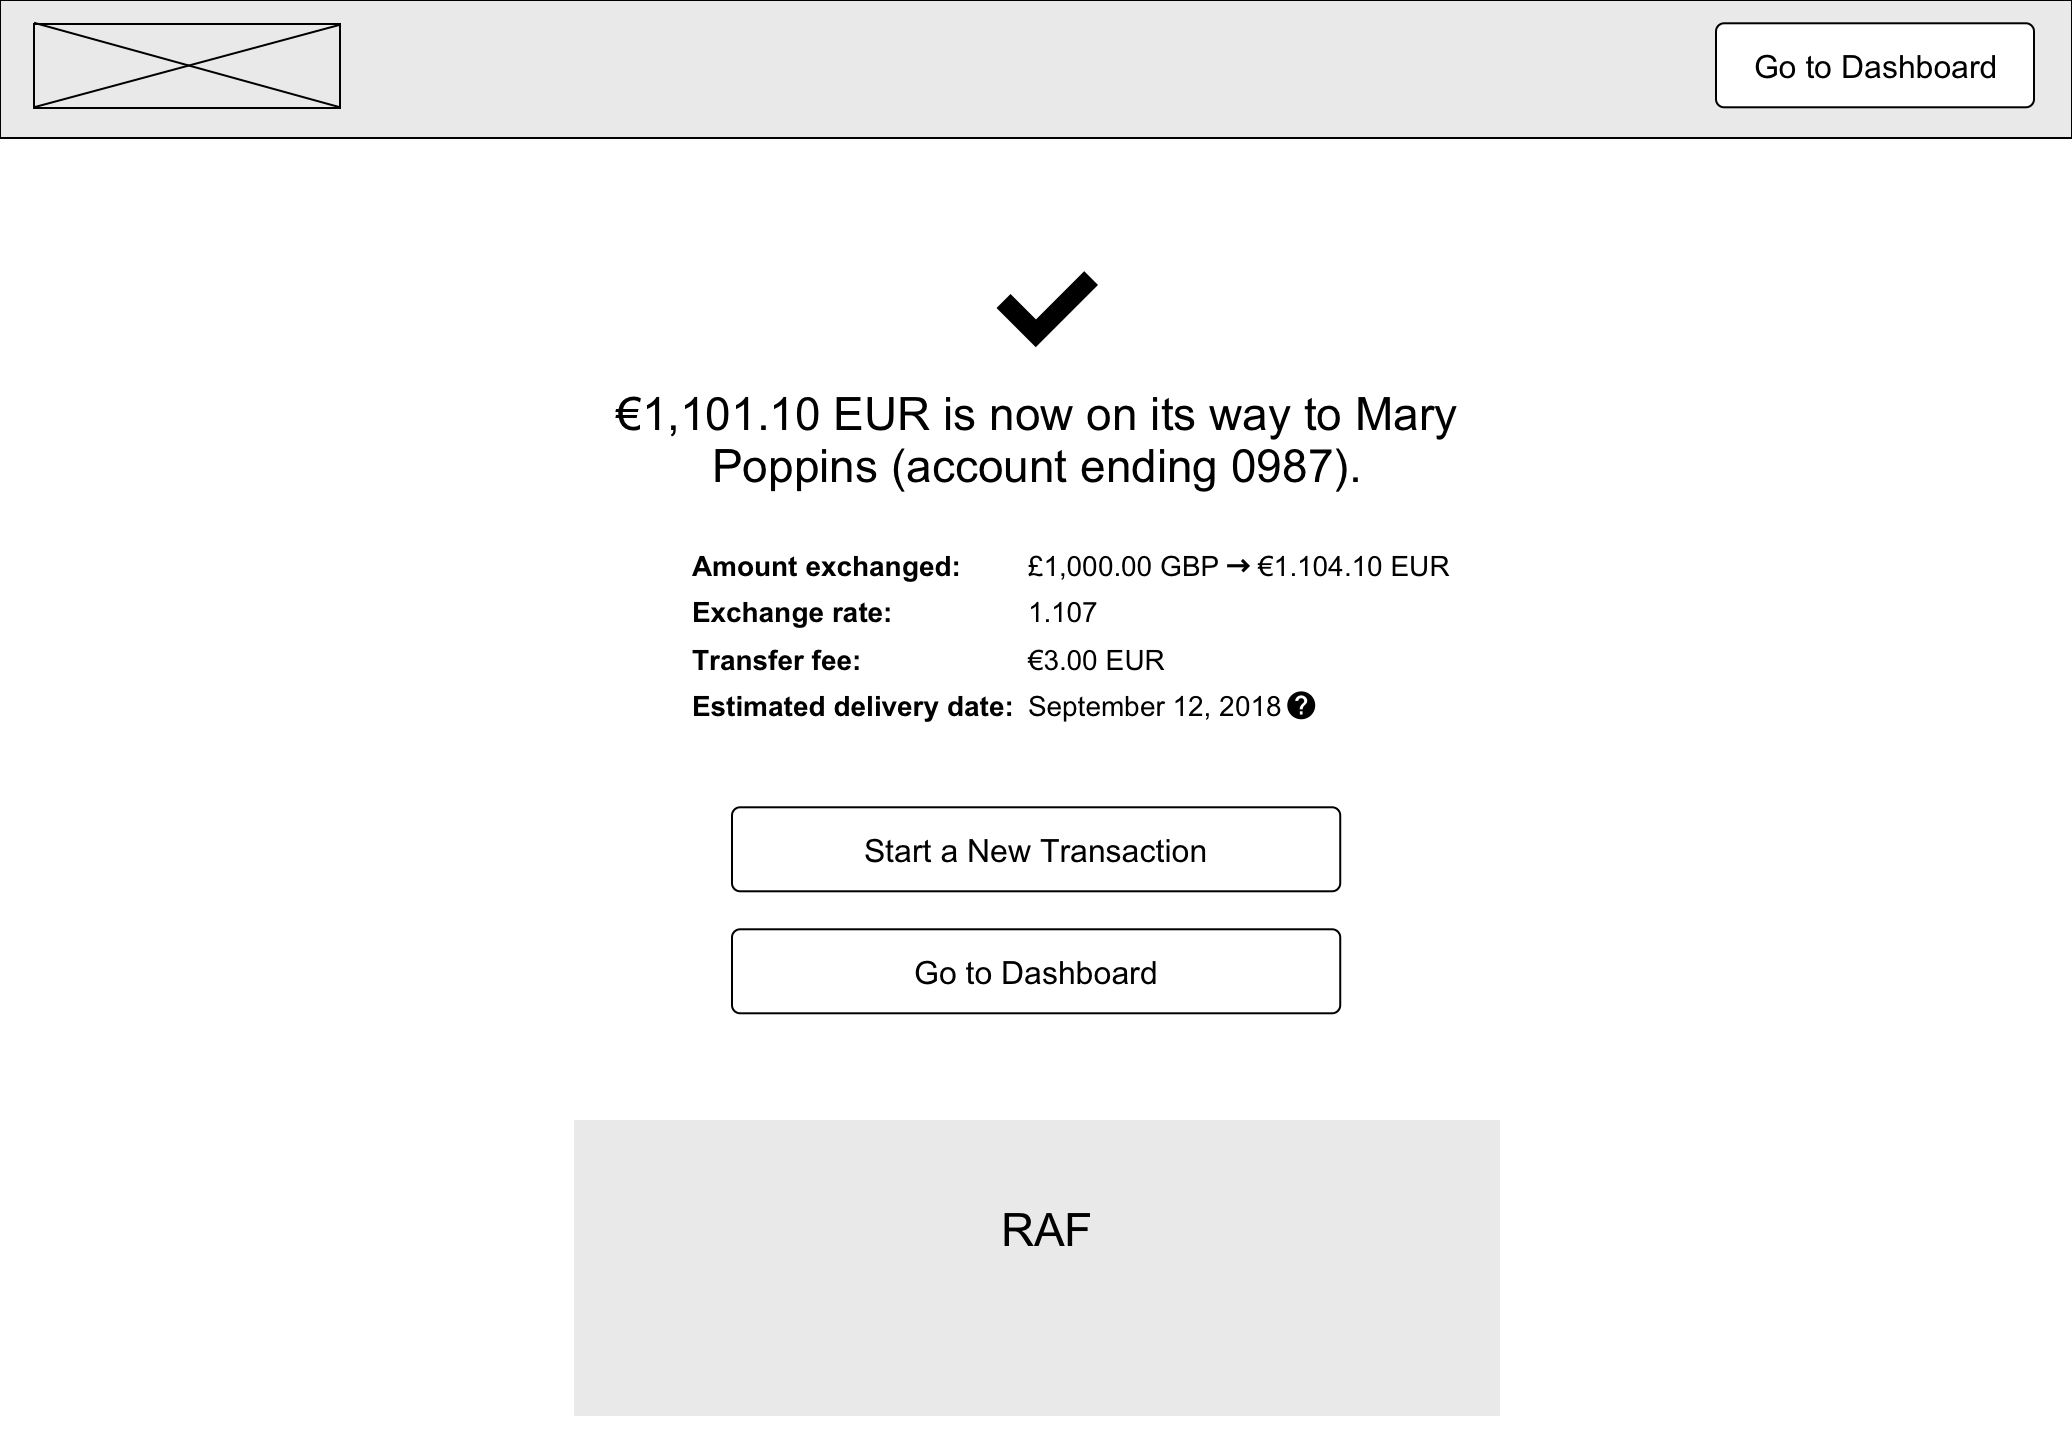 Go to Dashboard
€1,101.10 EUR is now on its way to Mary
Poppins (account ending 0987).
Amount exchanged: £1,000.00 GBP → €1.104.10 EUR
Exchange rate: 1.107
Transfer fee: €3.00 EUR
Estimated delivery date: September 12, 2018 ?
Start a New Transaction
Go to Dashboard
RAF